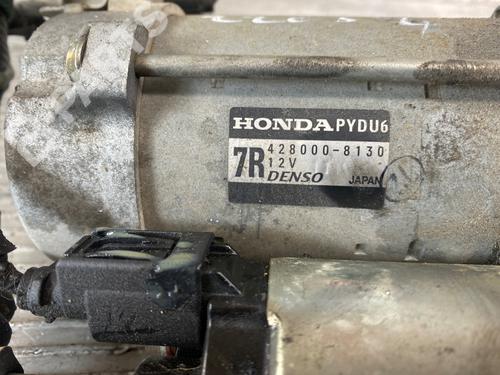 HONDA PYDU6
7R 428000-8130
12V
DENSO JAPAN